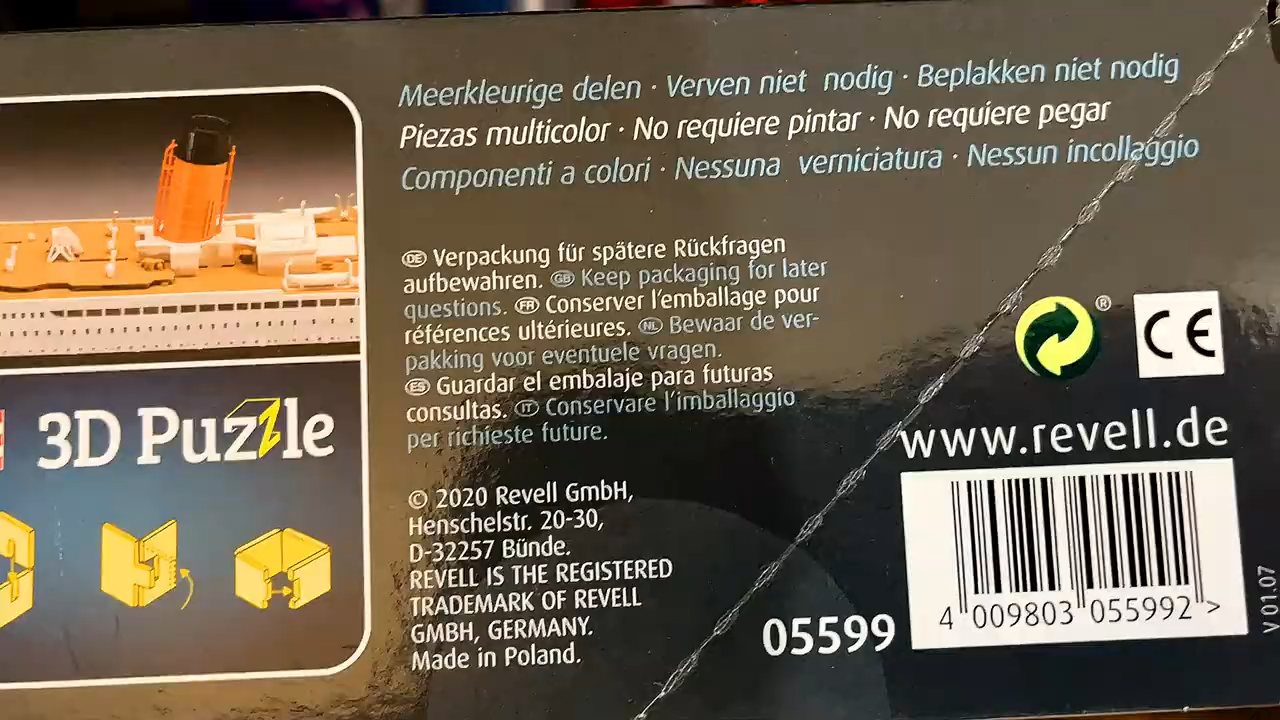 Meerkleurige delen · Verven niet nodig · Beplakken niet nodig
Piezas multicolor · No requiere pintar · No requiere pegar
Componenti a colori · Nessuna verniciatura · Nessun incollaggio
DE Verpackung für spätere Rückfragen
aufbewahren. GB Keep packaging for later
questions. FR Conserver l'emballage pour
références ultérieures. NL Bewaar de ver-
pakking voor eventuele vragen.
ES Guardar el embalaje para futuras
consultas. IT Conservare l'imballaggio
per richieste future.
© 2020 Revell GmbH,
Henschelstr. 20-30,
D-32257 Bünde.
REVELL IS THE REGISTERED
TRADEMARK OF REVELL
GMBH, GERMANY.
Made in Poland.
3D Puzzle
® CE
www.revell.de
05599
4 009803 055992 >
V 01.07